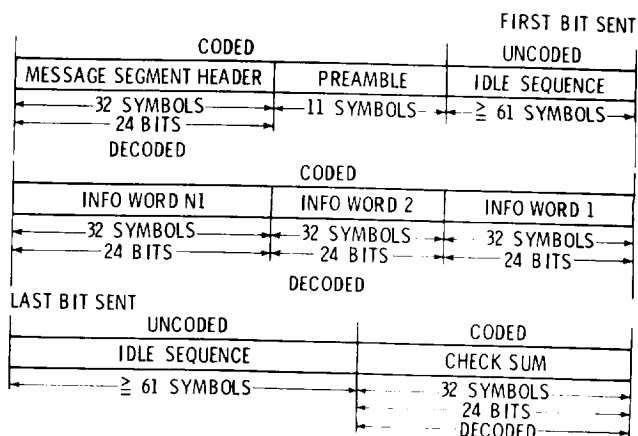 FIRST BIT SENT
CODED UNCODED
MESSAGE SEGMENT HEADER PREAMBLE IDLE SEQUENCE
32 SYMBOLS 11 SYMBOLS ≧ 61 SYMBOLS
24 BITS
DECODED
CODED
INFO WORD N1 INFO WORD 2 INFO WORD 1
32 SYMBOLS 32 SYMBOLS 32 SYMBOLS
24 BITS 24 BITS 24 BITS
DECODED
LAST BIT SENT
UNCODED CODED
IDLE SEQUENCE CHECK SUM
≧ 61 SYMBOLS 32 SYMBOLS
24 BITS
DECODED